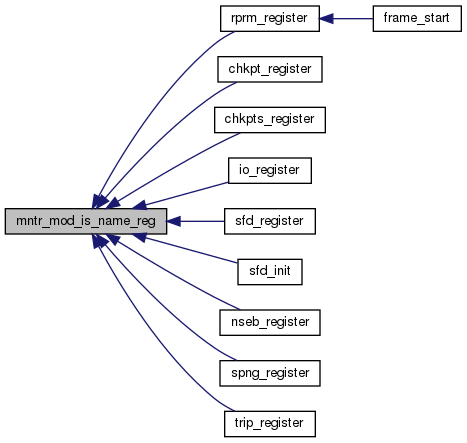 rprm_register
frame_start
chkpt_register
chkpts_register
io_register
mntr_mod_is_name_reg
sfd_register
sfd_init
nseb_register
spng_register
trip_register